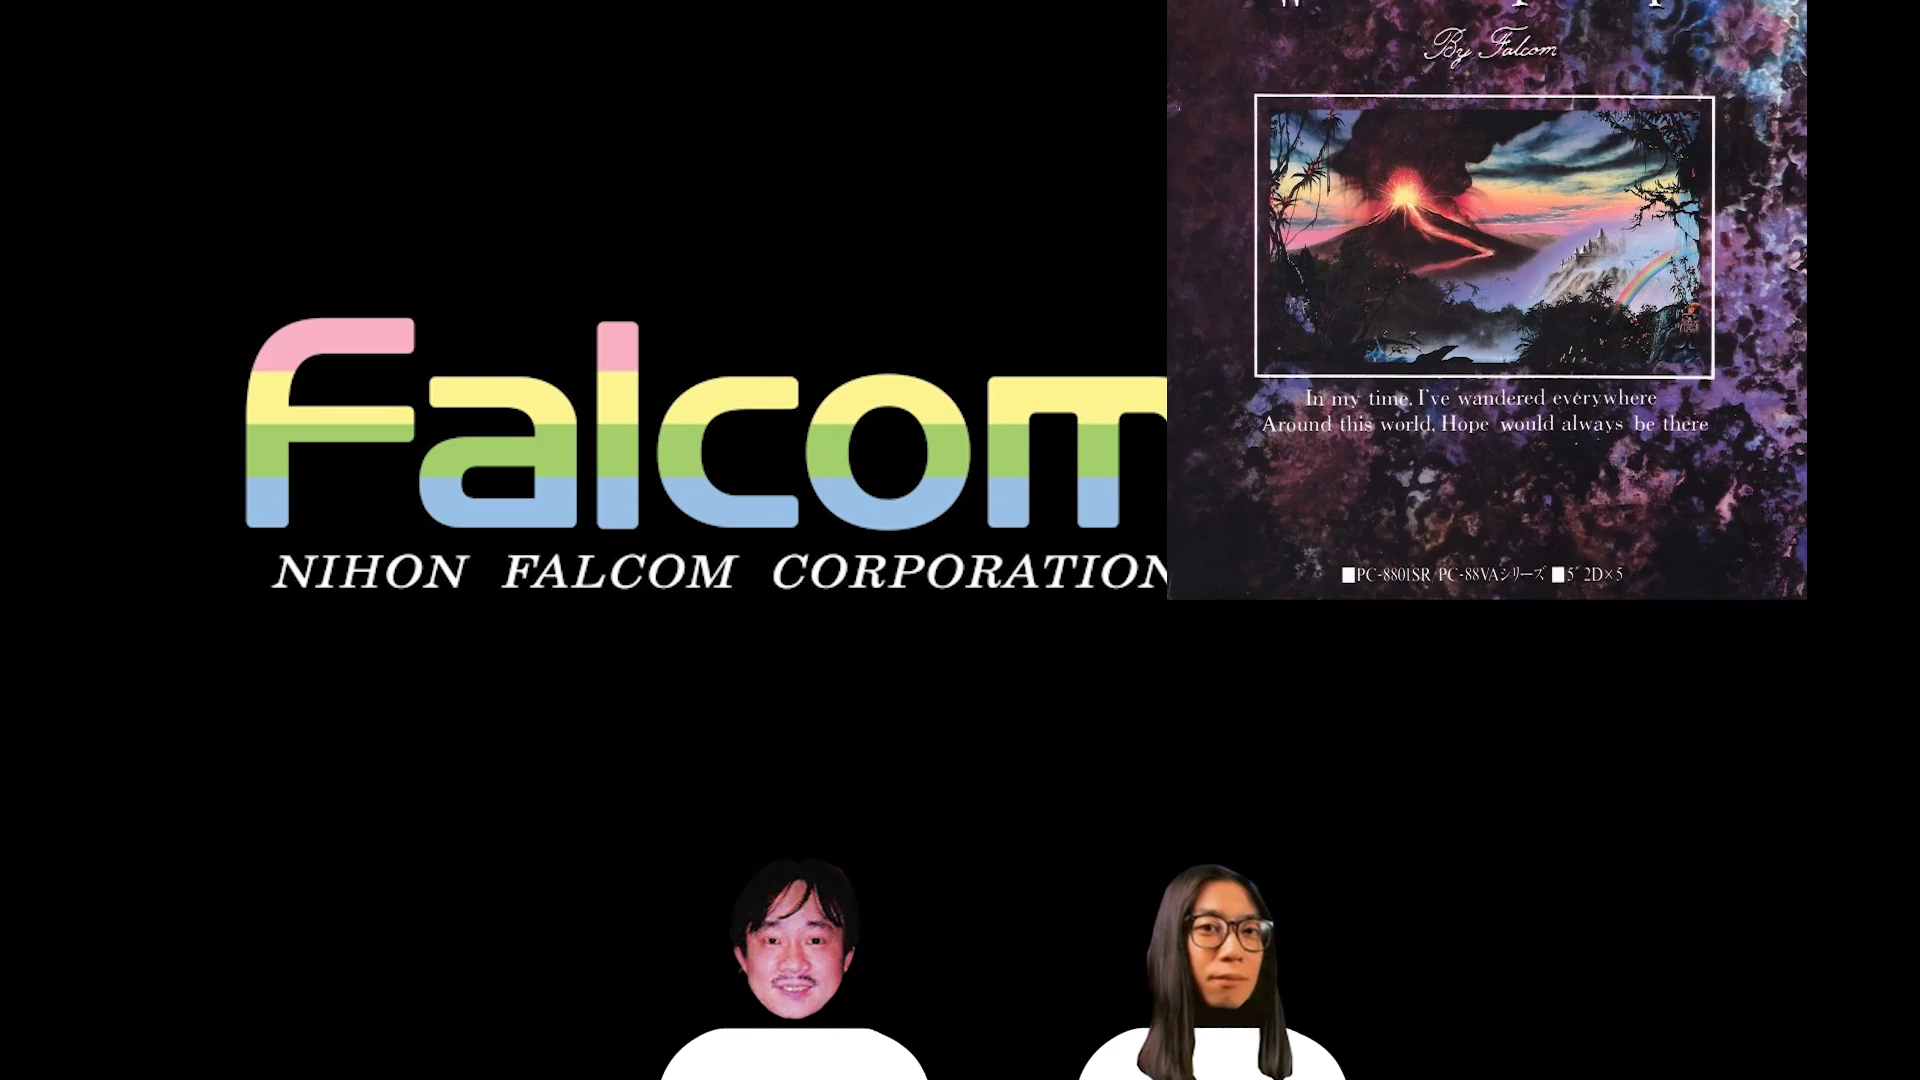 By Falcom
Falcom
NIHON FALCOM CORPORATION
In my time, I've wandered everywhere
Around this world, Hope would always be there
■PC-8801SR/PC-88VAシリーズ ■5" 2D×5